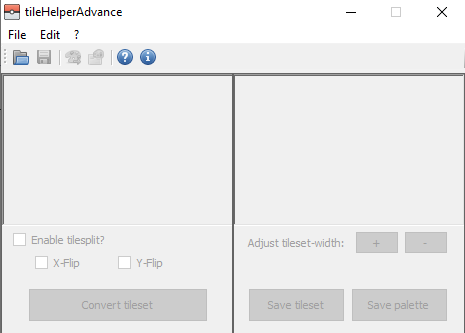 tileHelperAdvance
File Edit ?
Enable tilesplit?
X-Flip Y-Flip
Convert tileset
Adjust tileset-width: + -
Save tileset Save palette